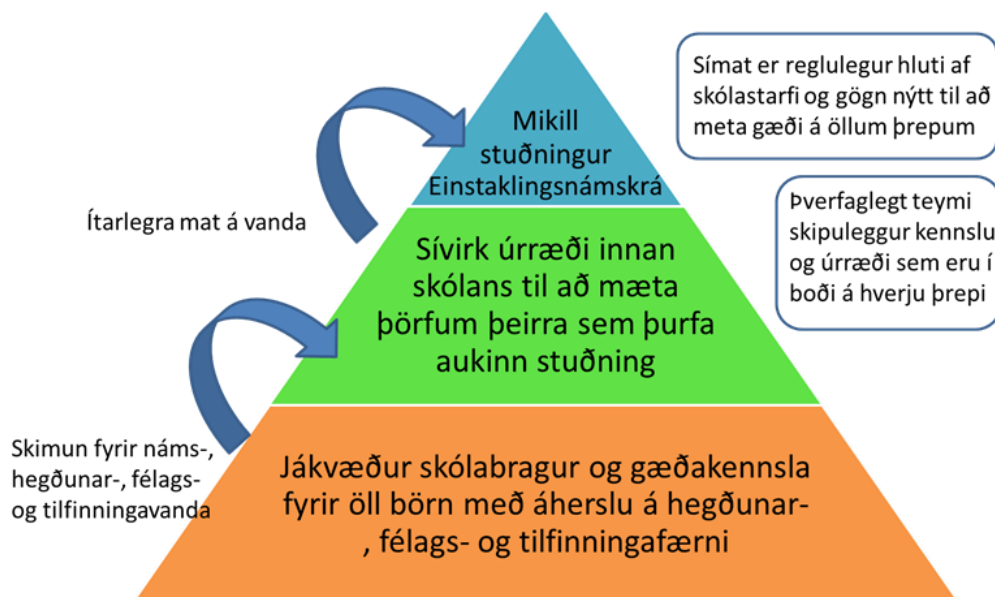 Mikill
stuðningur
Einstaklingsnámskrá
Símat er reglulegur hluti af
skólastarfi og gögn nýtt til að
meta gæði á öllum þrepum
Þverfaglegt teymi
skipuleggur kennslu
og úrræði sem eru í
boði á hverju þrepi
Ítarlegra mat á vanda
Sívirk úrræði innan
skólans til að mæta
þörfum þeirra sem þurfa
aukinn stuðning
Skimun fyrir náms-,
hegðunar-, félags-
og tilfinningavanda
Jákvæður skólabragur og gæðakennsla
fyrir öll börn með áherslu á hegðunar-
, félags- og tilfinningafærni